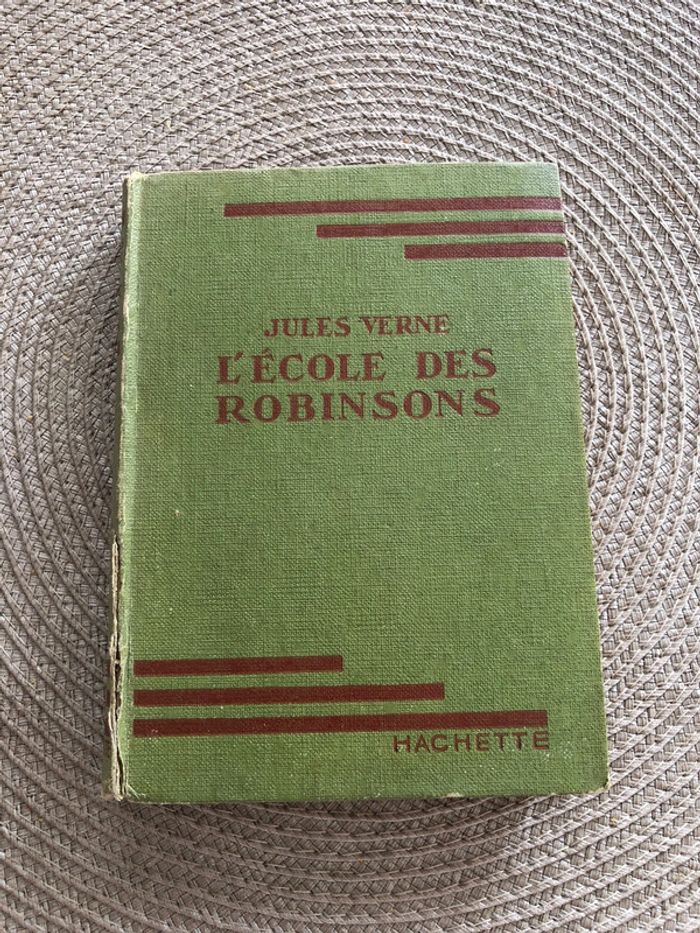 JULES VERNE
L'ÉCOLE DES
ROBINSONS
HACHETTE